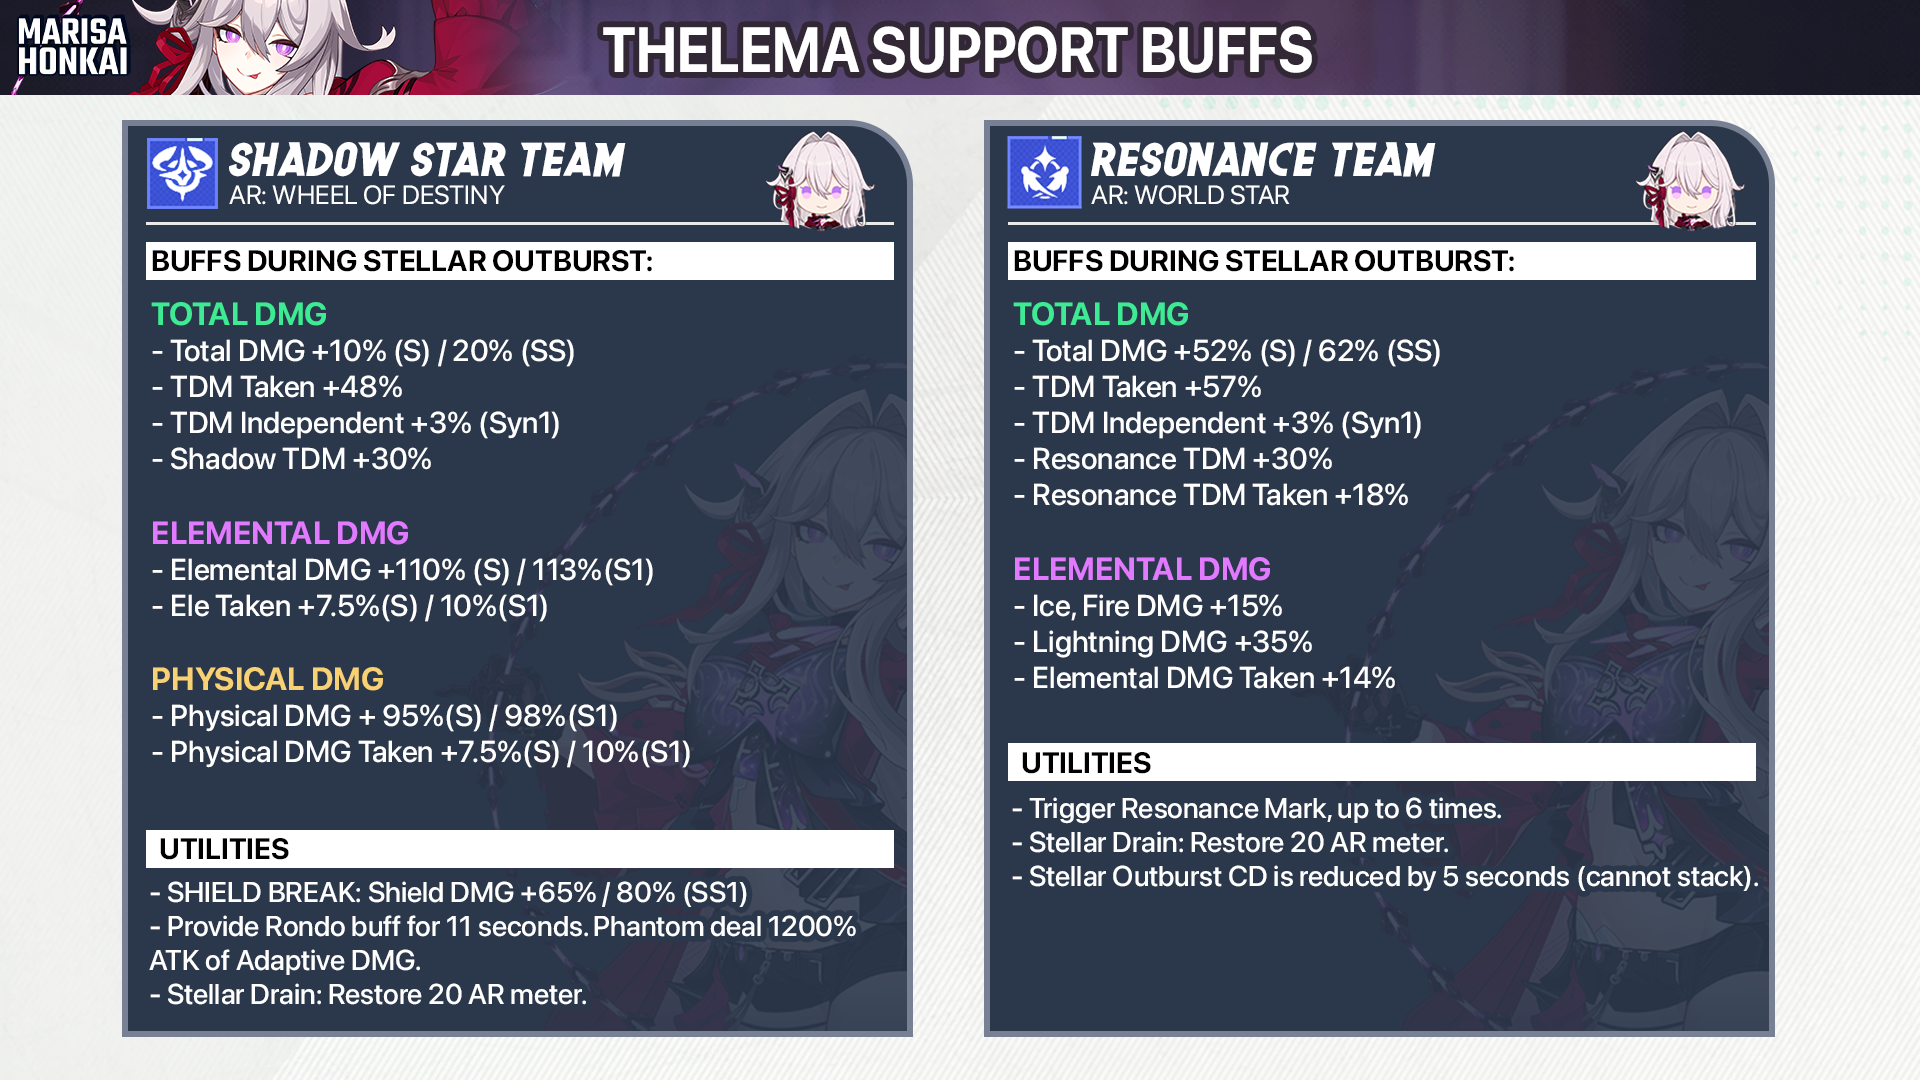 MARISA
HONKAI
THELEMA SUPPORT BUFFS
SHADOW STAR TEAM
AR: WHEEL OF DESTINY
BUFFS DURING STELLAR OUTBURST:
TOTAL DMG
- Total DMG +10% (S) / 20% (SS)
- TDM Taken +48%
- TDM Independent +3% (Syn1)
- Shadow TDM +30%
ELEMENTAL DMG
- Elemental DMG +110% (S) / 113%(S1)
- Ele Taken +7.5%(S) / 10%(S1)
PHYSICAL DMG
- Physical DMG + 95%(S) / 98%(S1)
- Physical DMG Taken +7.5%(S) / 10%(S1)
UTILITIES
- SHIELD BREAK: Shield DMG +65% / 80% (SS1)
- Provide Rondo buff for 11 seconds. Phantom deal 1200%
ATK of Adaptive DMG.
- Stellar Drain: Restore 20 AR meter.
RESONANCE TEAM
AR: WORLD STAR
BUFFS DURING STELLAR OUTBURST:
TOTAL DMG
- Total DMG +52% (S) / 62% (SS)
- TDM Taken +57%
- TDM Independent +3% (Syn1)
- Resonance TDM +30%
- Resonance TDM Taken +18%
ELEMENTAL DMG
- Ice, Fire DMG +15%
- Lightning DMG +35%
- Elemental DMG Taken +14%
UTILITIES
- Trigger Resonance Mark, up to 6 times.
- Stellar Drain: Restore 20 AR meter.
- Stellar Outburst CD is reduced by 5 seconds (cannot stack).